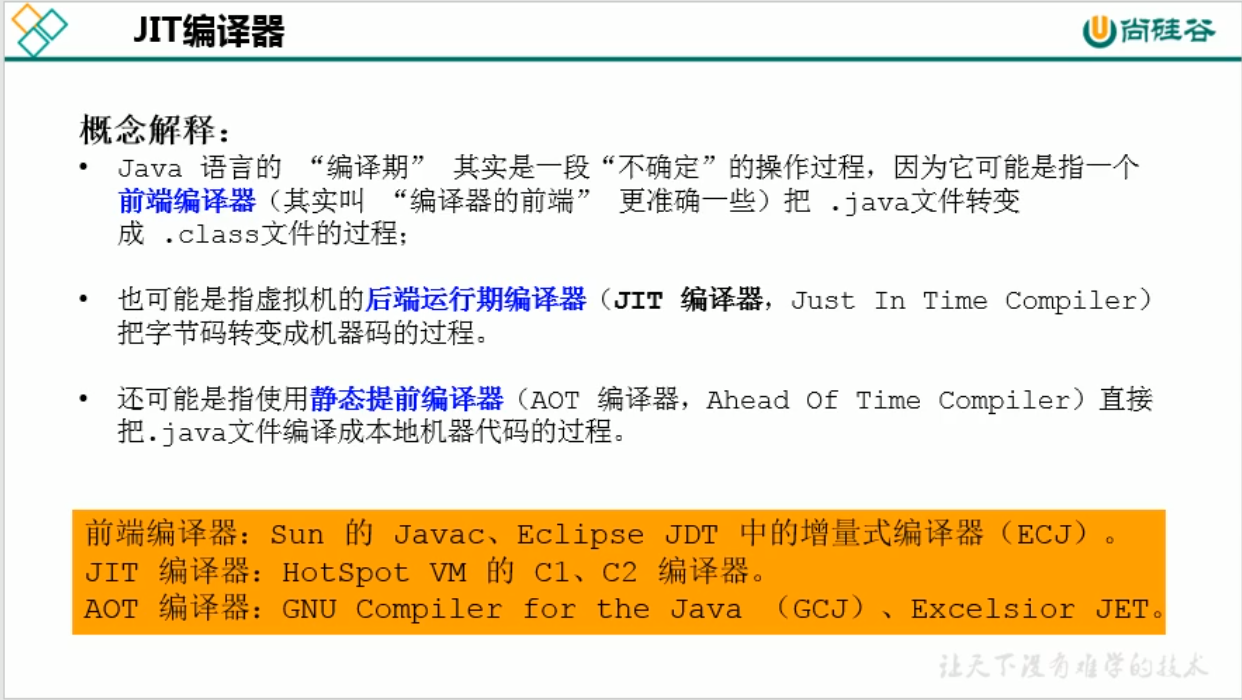 JIT编译器
尚硅谷
概念解释：
• Java 语言的 “编译期” 其实是一段“不确定”的操作过程，因为它可能是指一个
前端编译器（其实叫 “编译器的前端” 更准确一些）把 .java文件转变
成 .class文件的过程；
• 也可能是指虚拟机的后端运行期编译器（JIT 编译器，Just In Time Compiler）
把字节码转变成机器码的过程。
• 还可能是指使用静态提前编译器（AOT 编译器，Ahead Of Time Compiler）直接
把.java文件编译成本地机器代码的过程。
前端编译器：Sun 的 Javac、Eclipse JDT 中的增量式编译器（ECJ）。
JIT 编译器：HotSpot VM 的 C1、C2 编译器。
AOT 编译器：GNU Compiler for the Java （GCJ）、Excelsior JET。
让天下没有难学的技术